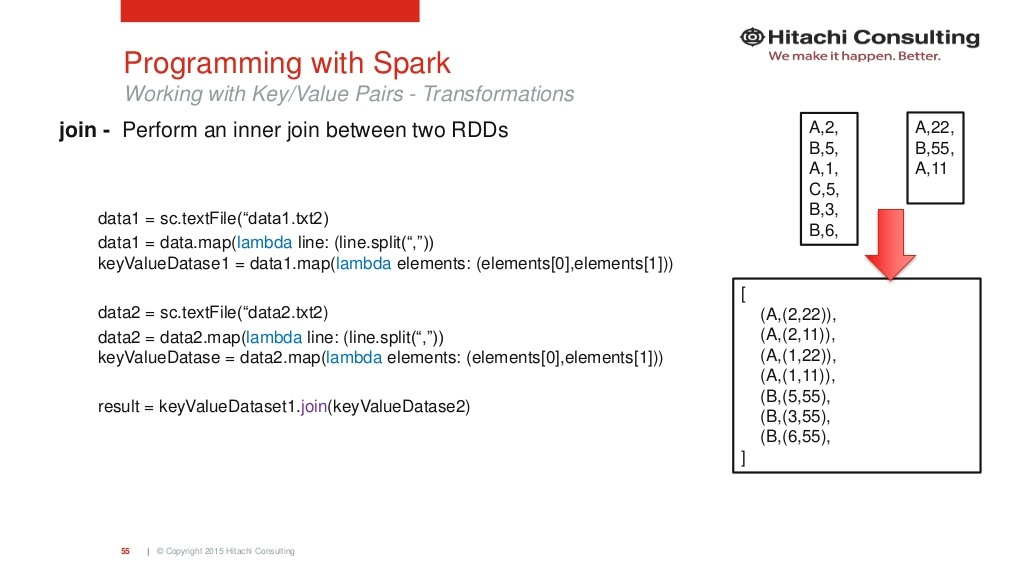 Hitachi Consulting
We make it happen. Better.
Programming with Spark
Working with Key/Value Pairs - Transformations
join - Perform an inner join between two RDDs
data1 = sc.textFile(“data1.txt2)
data1 = data.map(lambda line: (line.split(“,”))
keyValueDatase1 = data1.map(lambda elements: (elements[0],elements[1]))
data2 = sc.textFile(“data2.txt2)
data2 = data2.map(lambda line: (line.split(“,”))
keyValueDatase = data2.map(lambda elements: (elements[0],elements[1]))
result = keyValueDataset1.join(keyValueDatase2)
A,2,
B,5,
A,1,
C,5,
B,3,
B,6,
A,22,
B,55,
A,11
[
(A,(2,22)),
(A,(2,11)),
(A,(1,22)),
(A,(1,11)),
(B,(5,55),
(B,(3,55),
(B,(6,55),
]
55 | © Copyright 2015 Hitachi Consulting